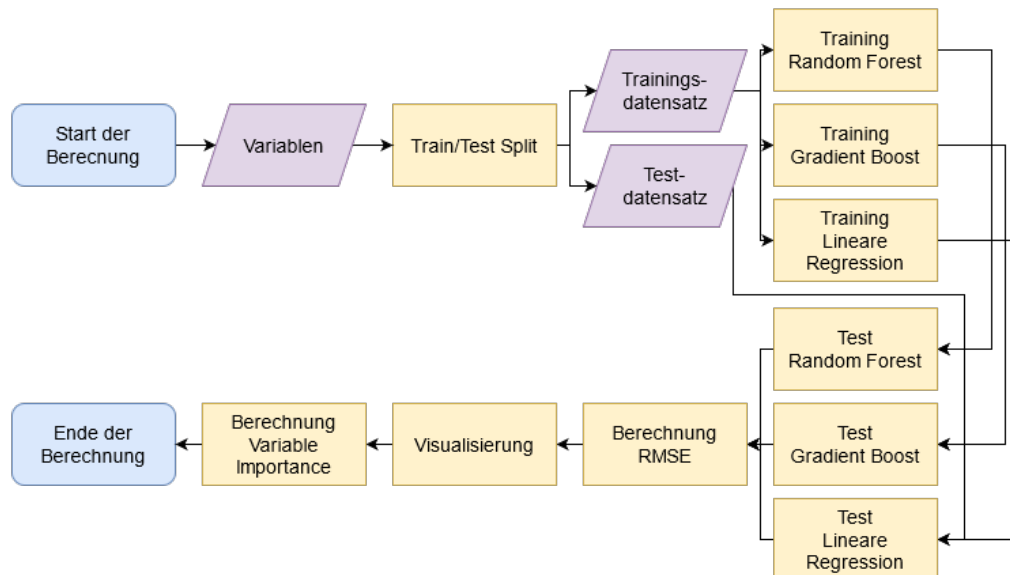 Start der
Berecnung
Variablen
Train/Test Split
Trainings-
datensatz
Test-
datensatz
Training
Random Forest
Training
Gradient Boost
Training
Lineare
Regression
Test
Random Forest
Test
Gradient Boost
Test
Lineare
Regression
Berechnung
RMSE
Visualisierung
Berechnung
Variable
Importance
Ende der
Berechnung